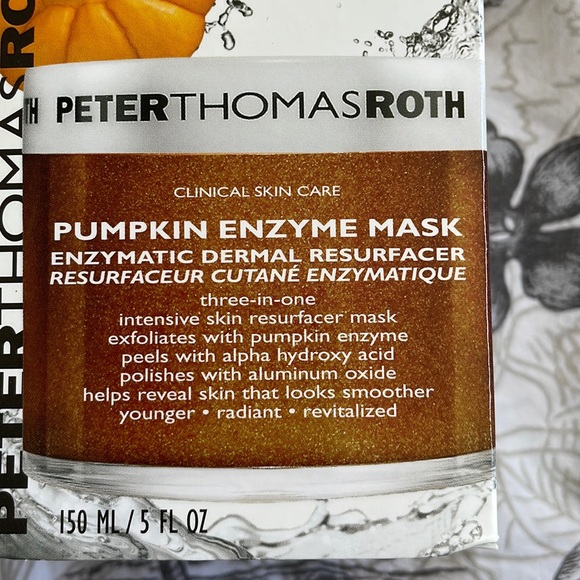 PETERTHOMASRO
TH PETERTHOMASROTH
CLINICAL SKIN CARE
PUMPKIN ENZYME MASK
ENZYMATIC DERMAL RESURFACER
RESURFACEUR CUTANÉ ENZYMATIQUE
three-in-one
intensive skin resurfacer mask
exfoliates with pumpkin enzyme
peels with alpha hydroxy acid
polishes with aluminum oxide
helps reveal skin that looks smoother
younger • radiant • revitalized
150 ML / 5 FL OZ